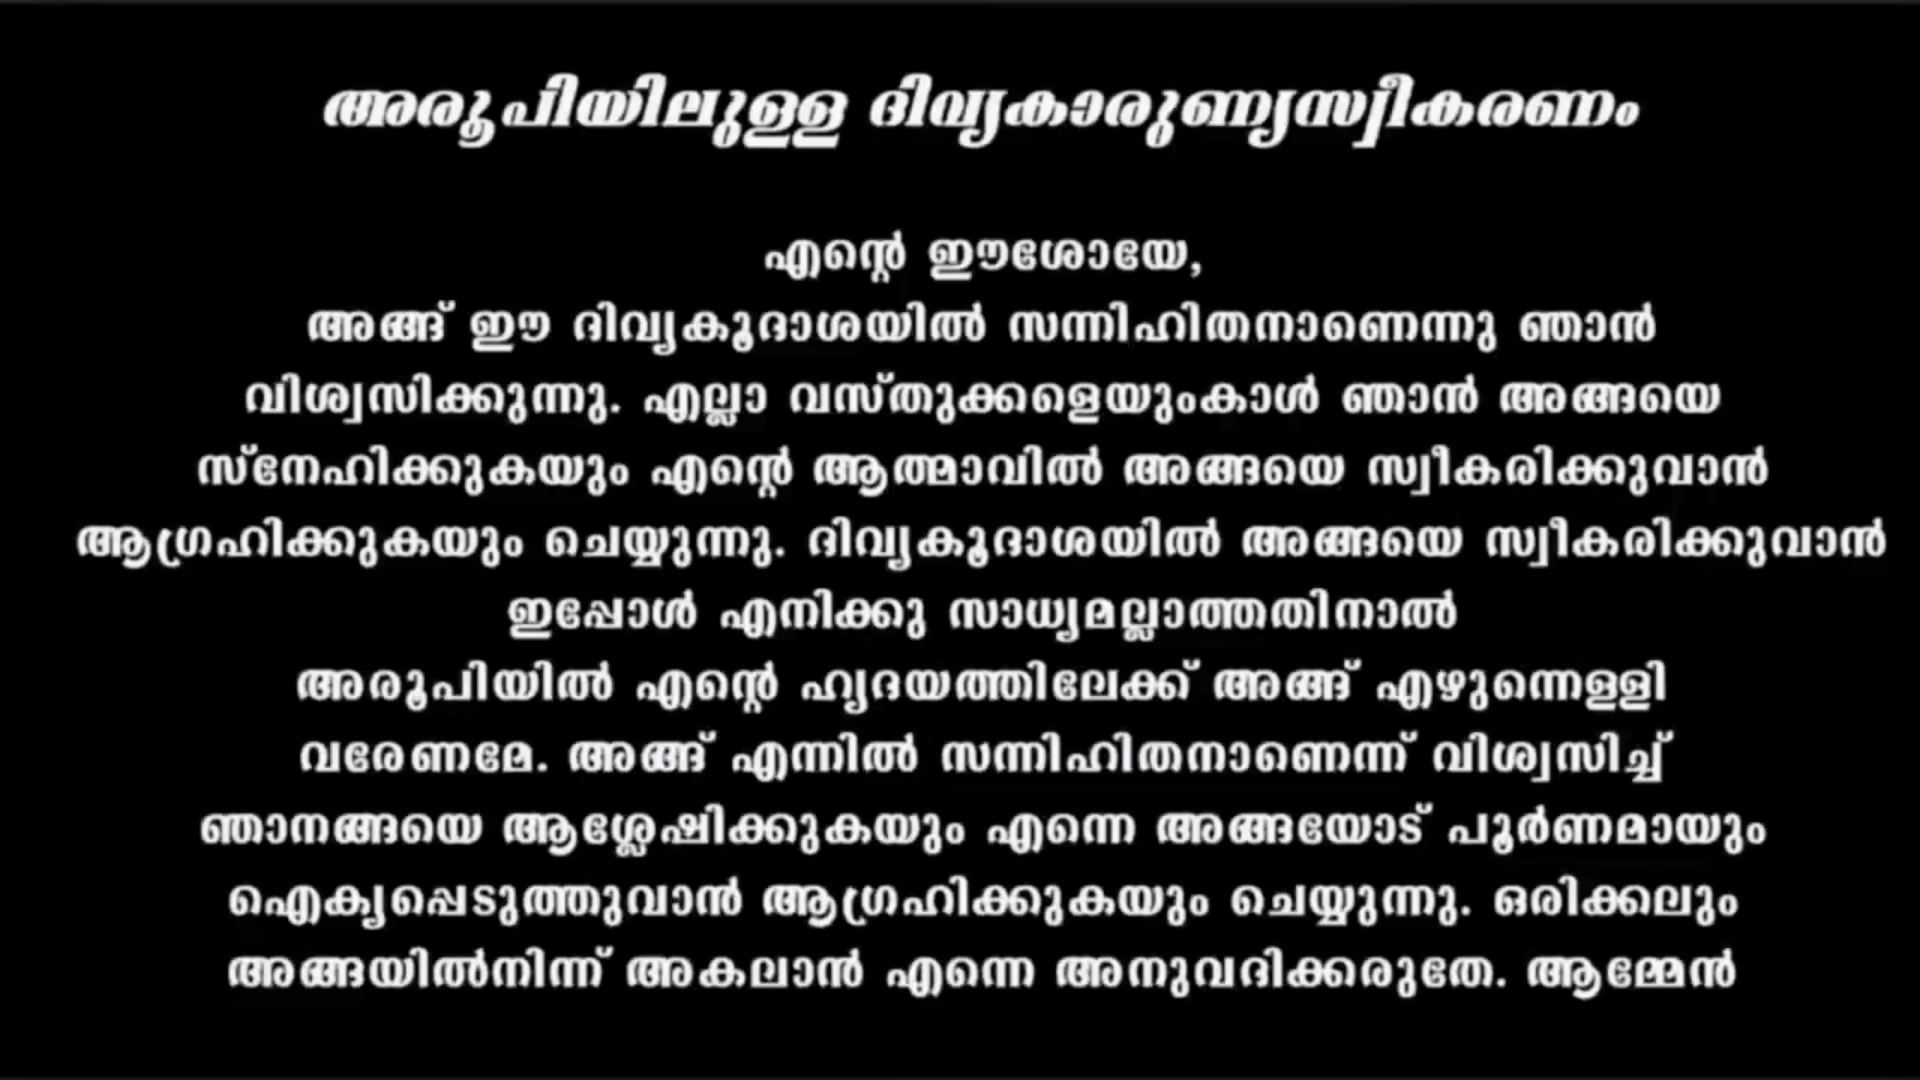 അരൂപിയിലുള്ള ദിവ്യകാരുണ്യസ്വീകരണം
എന്റെ ഈശോയേ,
അങ്ങ് ഈ ദിവ്യകൂദാശയിൽ സന്നിഹിതനാണെന്നു ഞാൻ
വിശ്വസിക്കുന്നു. എല്ലാ വസ്തുക്കളെയുംകാൾ ഞാൻ അങ്ങയെ
സ്നേഹിക്കുകയും എന്റെ ആത്മാവിൽ അങ്ങയെ സ്വീകരിക്കുവാൻ
ആഗ്രഹിക്കുകയും ചെയ്യുന്നു. ദിവ്യകൂദാശയിൽ അങ്ങയെ സ്വീകരിക്കുവാൻ
ഇപ്പോൾ എനിക്കു സാധ്യമല്ലാത്തതിനാൽ
അരൂപിയിൽ എന്റെ ഹൃദയത്തിലേക്ക് അങ്ങ് എഴുന്നെള്ളി
വരേണമേ. അങ്ങ് എന്നിൽ സന്നിഹിതനാണെന്ന് വിശ്വസിച്ച്
ഞാനങ്ങയെ ആശ്ലേഷിക്കുകയും എന്നെ അങ്ങയോട് പൂർണമായും
ഐക്യപ്പെടുത്തുവാൻ ആഗ്രഹിക്കുകയും ചെയ്യുന്നു. ഒരിക്കലും
അങ്ങയിൽനിന്ന് അകലാൻ എന്നെ അനുവദിക്കരുതേ. ആമ്മേൻ